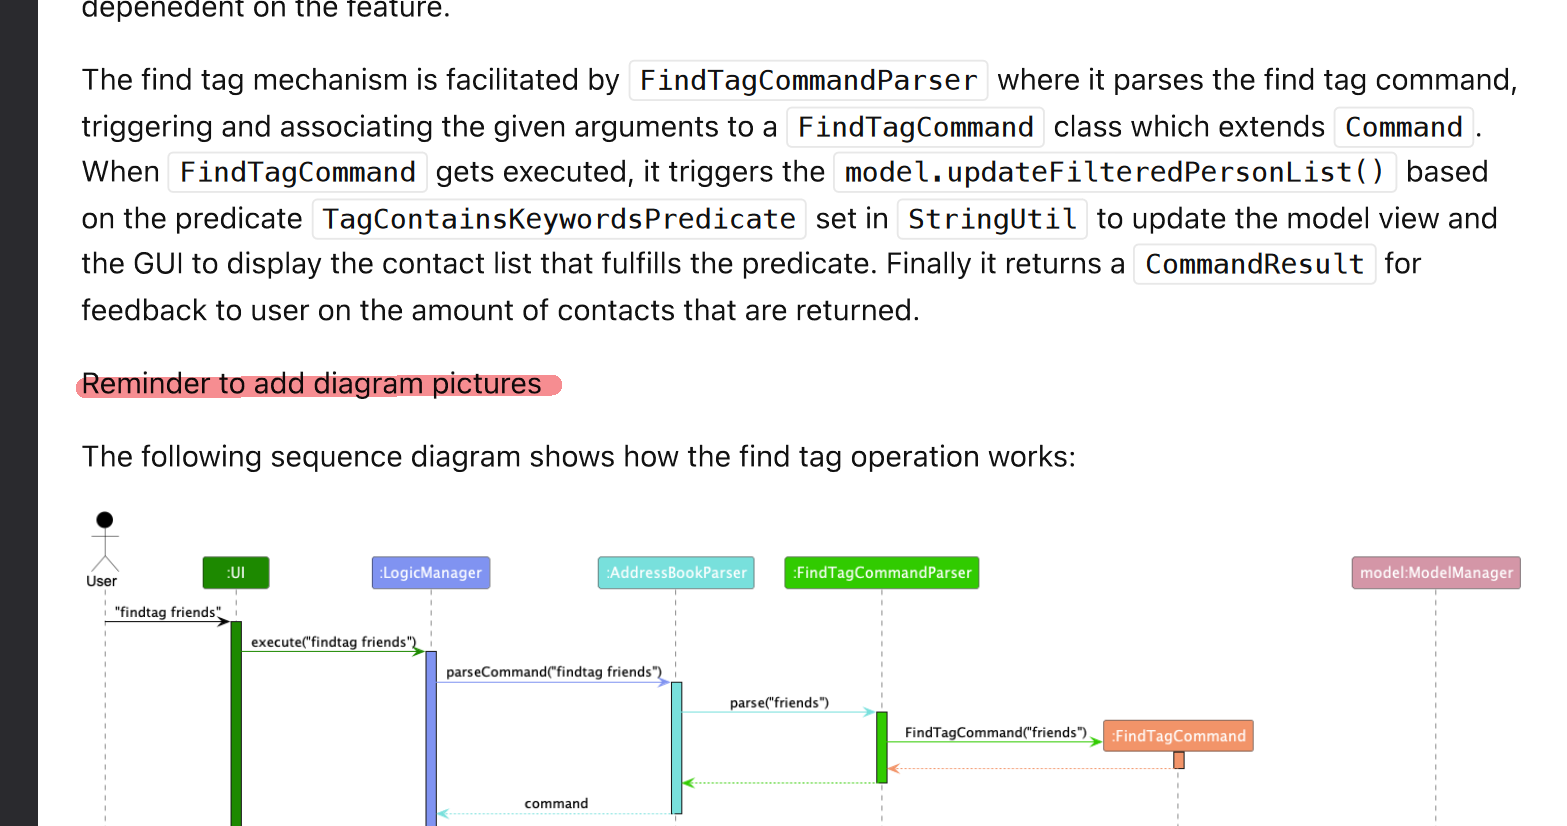 depenedent on the feature.
The find tag mechanism is facilitated by FindTagCommandParser where it parses the find tag command,
triggering and associating the given arguments to a FindTagCommand class which extends Command.
When FindTagCommand gets executed, it triggers the model.updateFilteredPersonList() based
on the predicate TagContainsKeywordsPredicate set in StringUtil to update the model view and
the GUI to display the contact list that fulfills the predicate. Finally it returns a CommandResult for
feedback to user on the amount of contacts that are returned.
Reminder to add diagram pictures
The following sequence diagram shows how the find tag operation works:
User
:UI
:LogicManager
:AddressBookParser
:FindTagCommandParser
model:ModelManager
"findtag friends"
execute("findtag friends")
parseCommand("findtag friends")
parse("friends")
FindTagCommand("friends")
:FindTagCommand
command